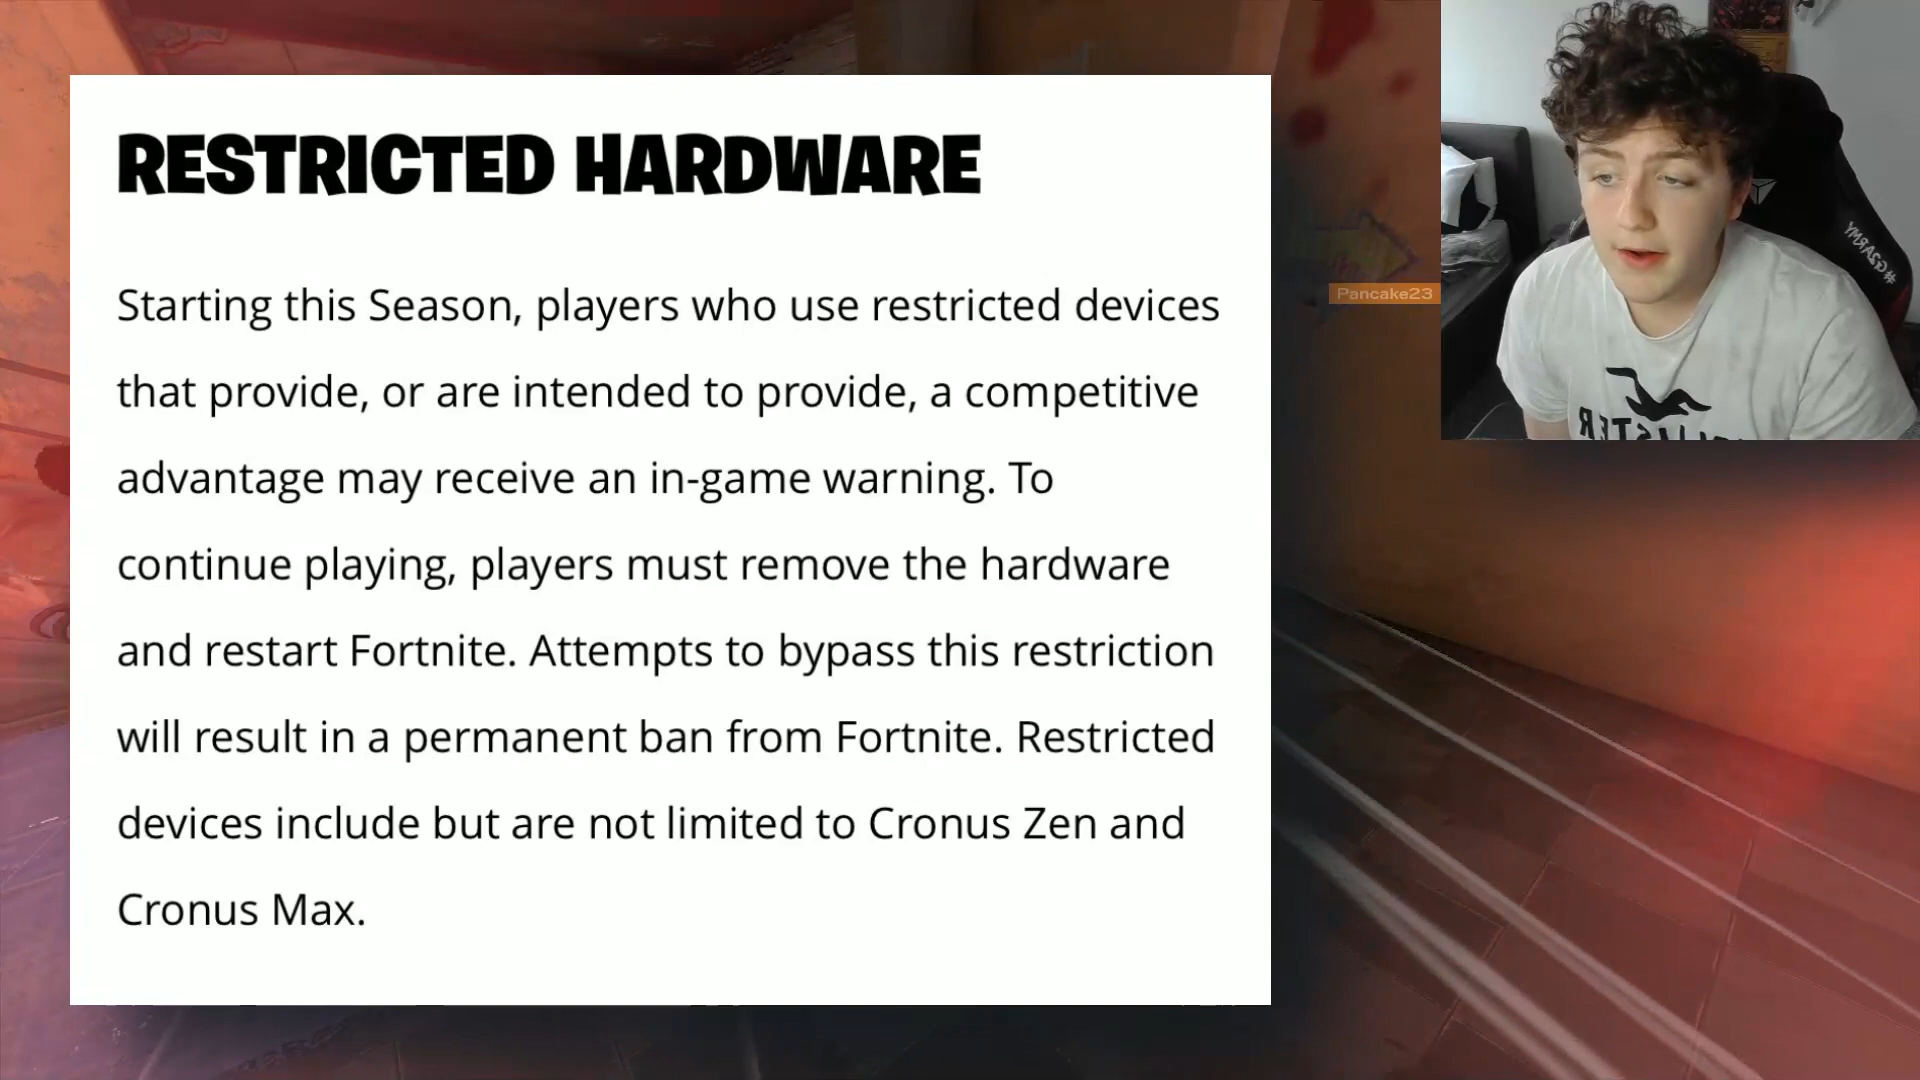 RESTRICTED HARDWARE
Starting this Season, players who use restricted devices
that provide, or are intended to provide, a competitive
advantage may receive an in-game warning. To
continue playing, players must remove the hardware
and restart Fortnite. Attempts to bypass this restriction
will result in a permanent ban from Fortnite. Restricted
devices include but are not limited to Cronus Zen and
Cronus Max.
Pancake23
#G2ARMY